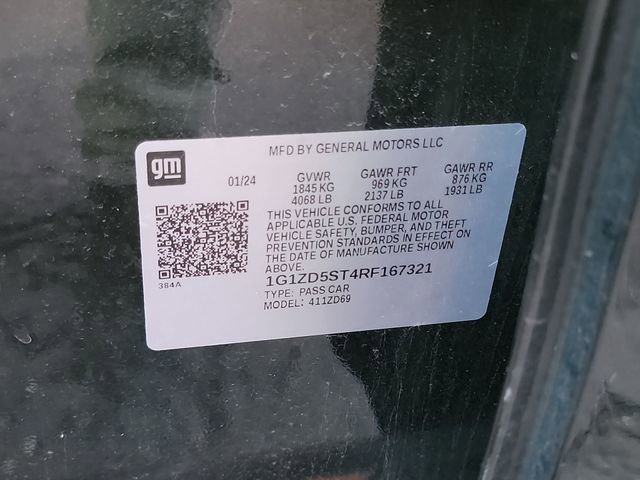 MFD BY GENERAL MOTORS LLC
gm
01/24
GVWR GAWR FRT GAWR RR
1845 KG 969 KG 876 KG
4068 LB 2137 LB 1931 LB
THIS VEHICLE CONFORMS TO ALL
APPLICABLE U.S. FEDERAL MOTOR
VEHICLE SAFETY, BUMPER, AND THEFT
PREVENTION STANDARDS IN EFFECT ON
THE DATE OF MANUFACTURE SHOWN
ABOVE.
384A
1G1ZD5ST4RF167321
TYPE: PASS CAR
MODEL: 411ZD69